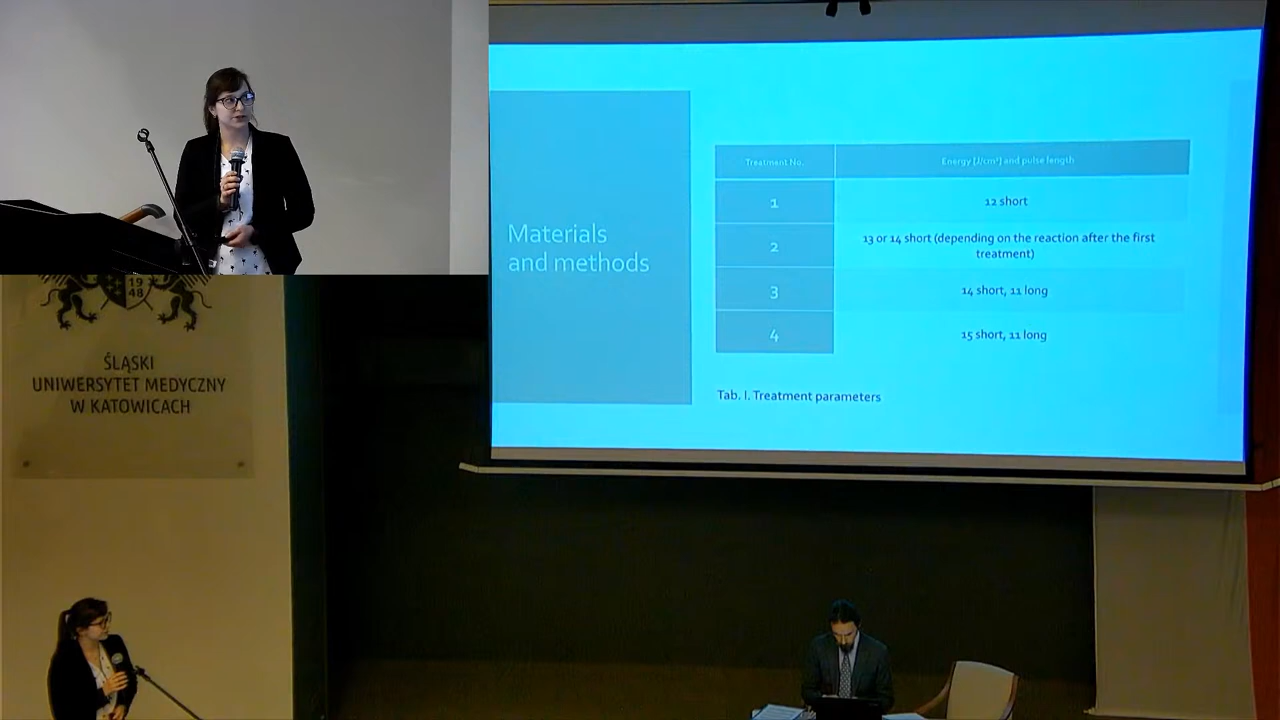 19
48
ŚLĄSKI
UNIWERSYTET MEDYCZNY
W KATOWICACH
Materials
and methods
Treatment No.
Energy [J/cm²] and pulse length
1
12 short
2
13 or 14 short (depending on the reaction after the first
treatment)
3
14 short, 11 long
4
15 short, 11 long
Tab. I. Treatment parameters